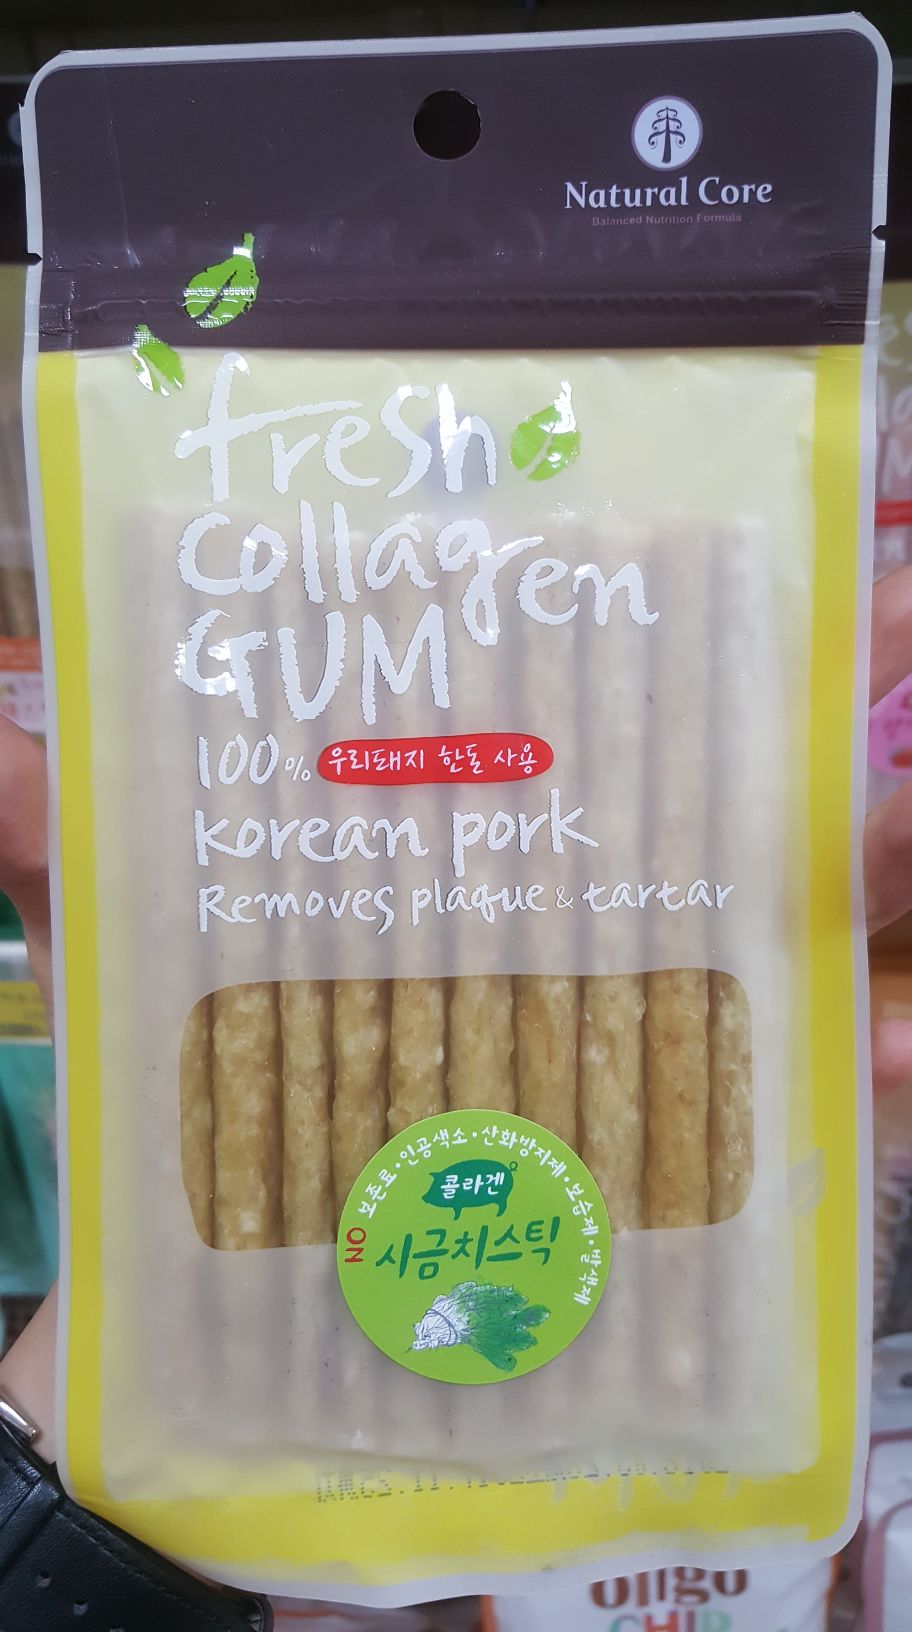 Natural Core
Balanced Nutrition Formula
fresh
collagen
GUM
100% 우리돼지 한돈 사용
korean pork
Removes plaque & tartar
NO 보존료·인공색소·산화방지제·보습제·발색제
콜라겐
시금치스틱
oligo
CHIP